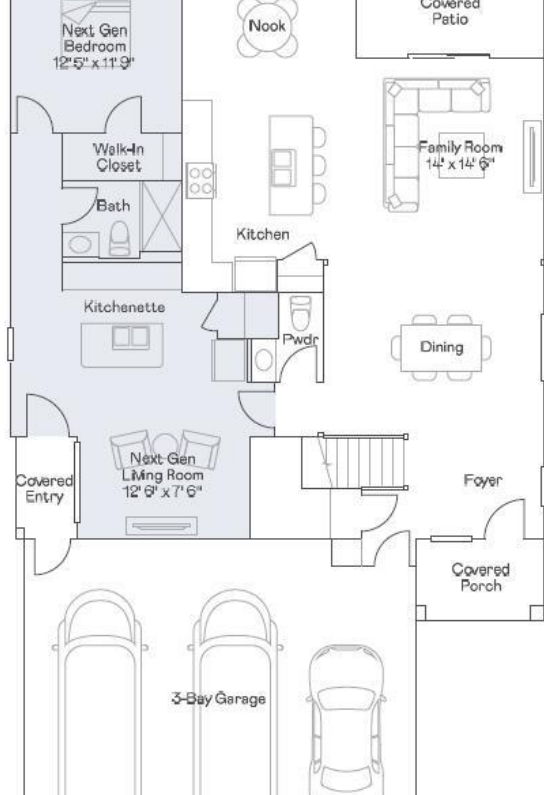 Covered
Patio
Nook
Next Gen
Bedroom
12'5" x 11'9"
Walk-In
Closet
Family Room
14' x 14'6"
Bath
Kitchen
Kitchenette
Pwdr
Dining
Next Gen
Living Room
12'6" x 7'6"
Covered
Entry
Foyer
Covered
Porch
3-Bay Garage